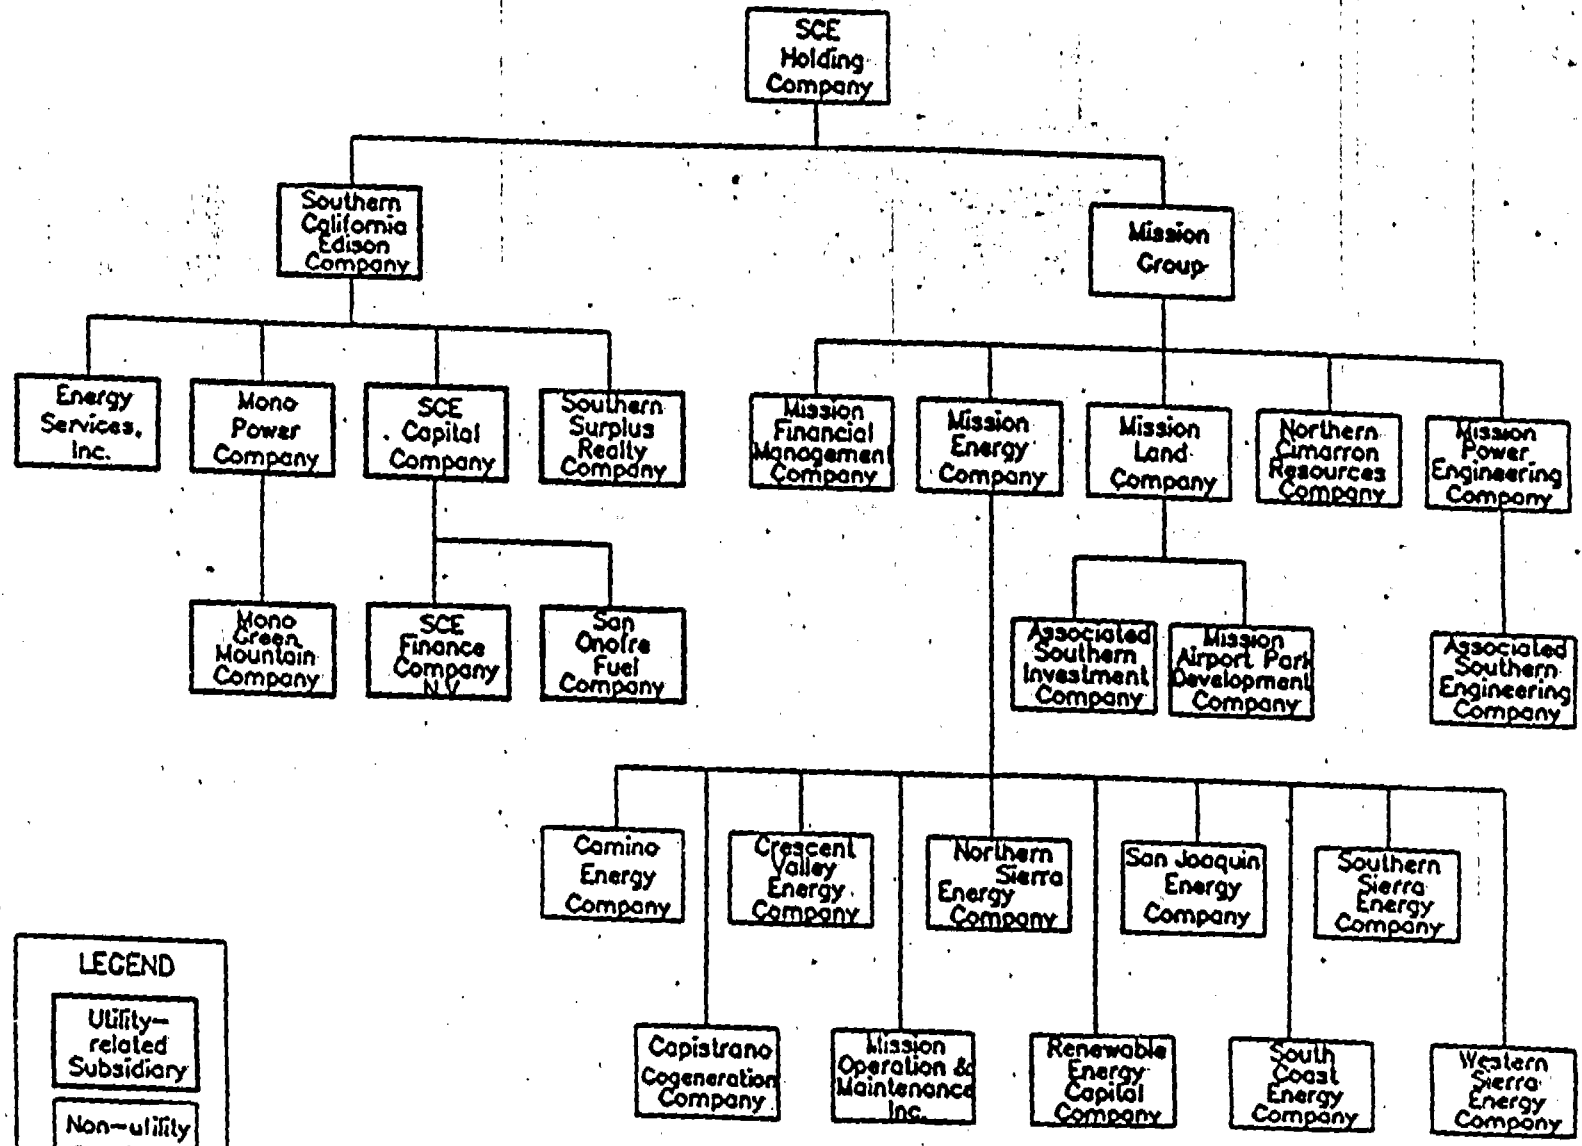 SCE
Holding
Company
Southern
California
Edison
Company
Mission
Group
Energy
Services,
Inc.
Mono
Power
Company
SCE
Capital
Company
Southern
Surplus
Realty
Company
Mission
Financial
Management
Company
Mission
Energy
Company
Mission
Land
Company
Northern
Cimarron
Resources
Company
Mission
Power
Engineering
Company
Mono
Green
Mountain
Company
SCE
Finance
Company
N.V.
San
Onofre
Fuel
Company
Associated
Southern
Investment
Company
Mission
Airport Park
Development
Company
Associated
Southern
Engineering
Company
Camino
Energy
Company
Crescent
Valley
Energy
Company
Northern
Sierra
Energy
Company
San Joaquin
Energy
Company
Southern
Sierra
Energy
Company
Capistrano
Cogeneration
Company
Mission
Operation &
Maintenance
Inc.
Renewable
Energy
Capital
Company
South
Coast
Energy
Company
Western
Sierra
Energy
Company
LEGEND
Utility-
related
Subsidiary
Non-utility